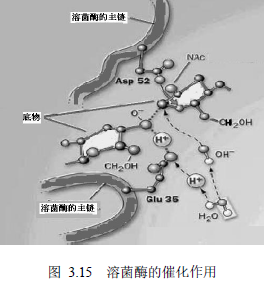 溶菌酶的主链
NAc
Asp 52
底物
O⁻
CH₂OH
H⁺
OH⁻
CH₂OH
溶菌酶的主链
Glu 35
H⁺
H₂O
图 3.15 溶菌酶的催化作用